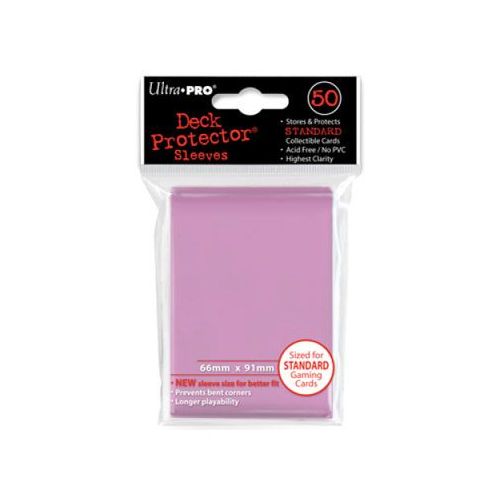 Ultra•PRO®
Deck
Protector®
Sleeves
50
• Stores & Protects
STANDARD
Collectible Cards
• Acid Free / No PVC
• Highest Clarity
66mm x 91mm
• NEW sleeve size for better fit
• Prevents bent corners
• Longer playability
Sized for
STANDARD
Gaming
Cards